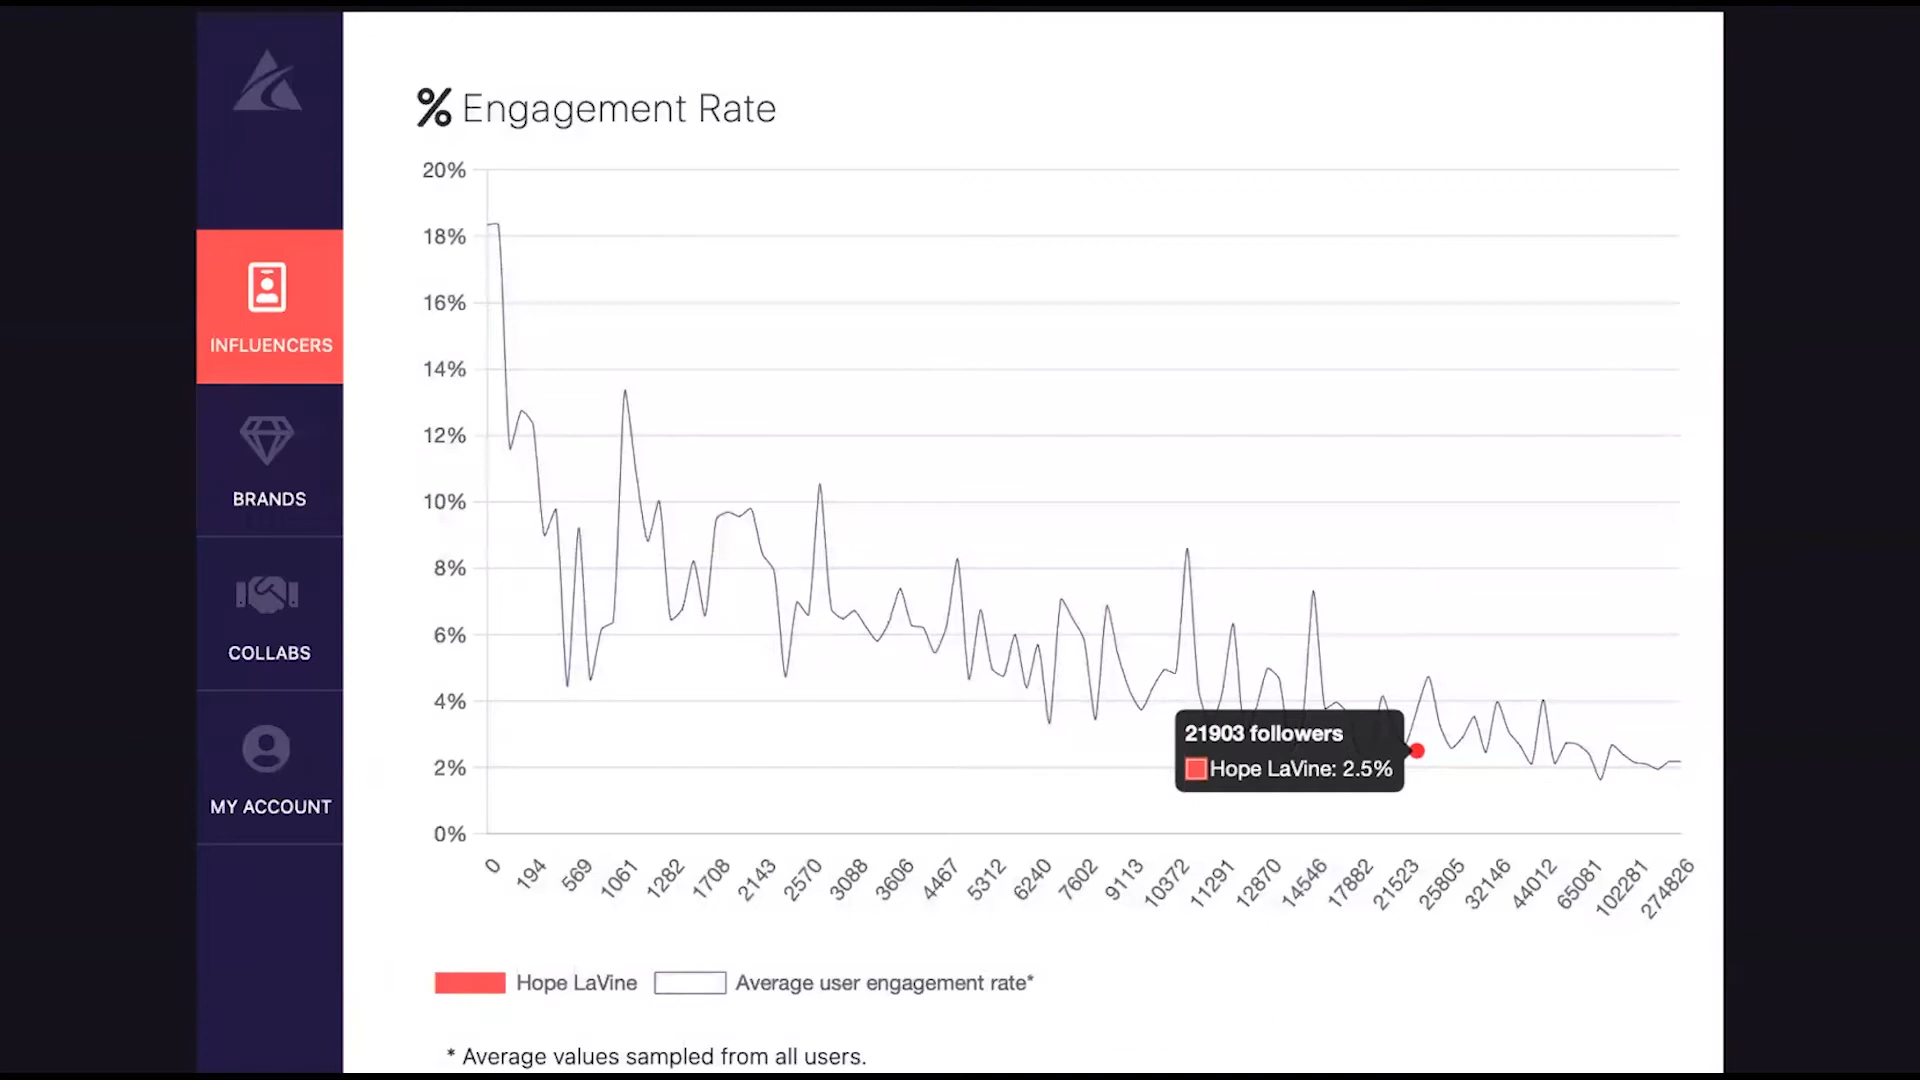 % Engagement Rate
20%
18%
16%
14%
12%
10%
8%
6%
4%
2%
0%
INFLUENCERS
BRANDS
COLLABS
MY ACCOUNT
21903 followers
Hope LaVine: 2.5%
0 194 569 1061 1282 1708 2143 2570 3088 3606 4467 5312 6240 7602 9113 10372 11291 12870 14546 17882 21523 25805 32146 44012 65081 102281 274826
Hope LaVine Average user engagement rate*
* Average values sampled from all users.